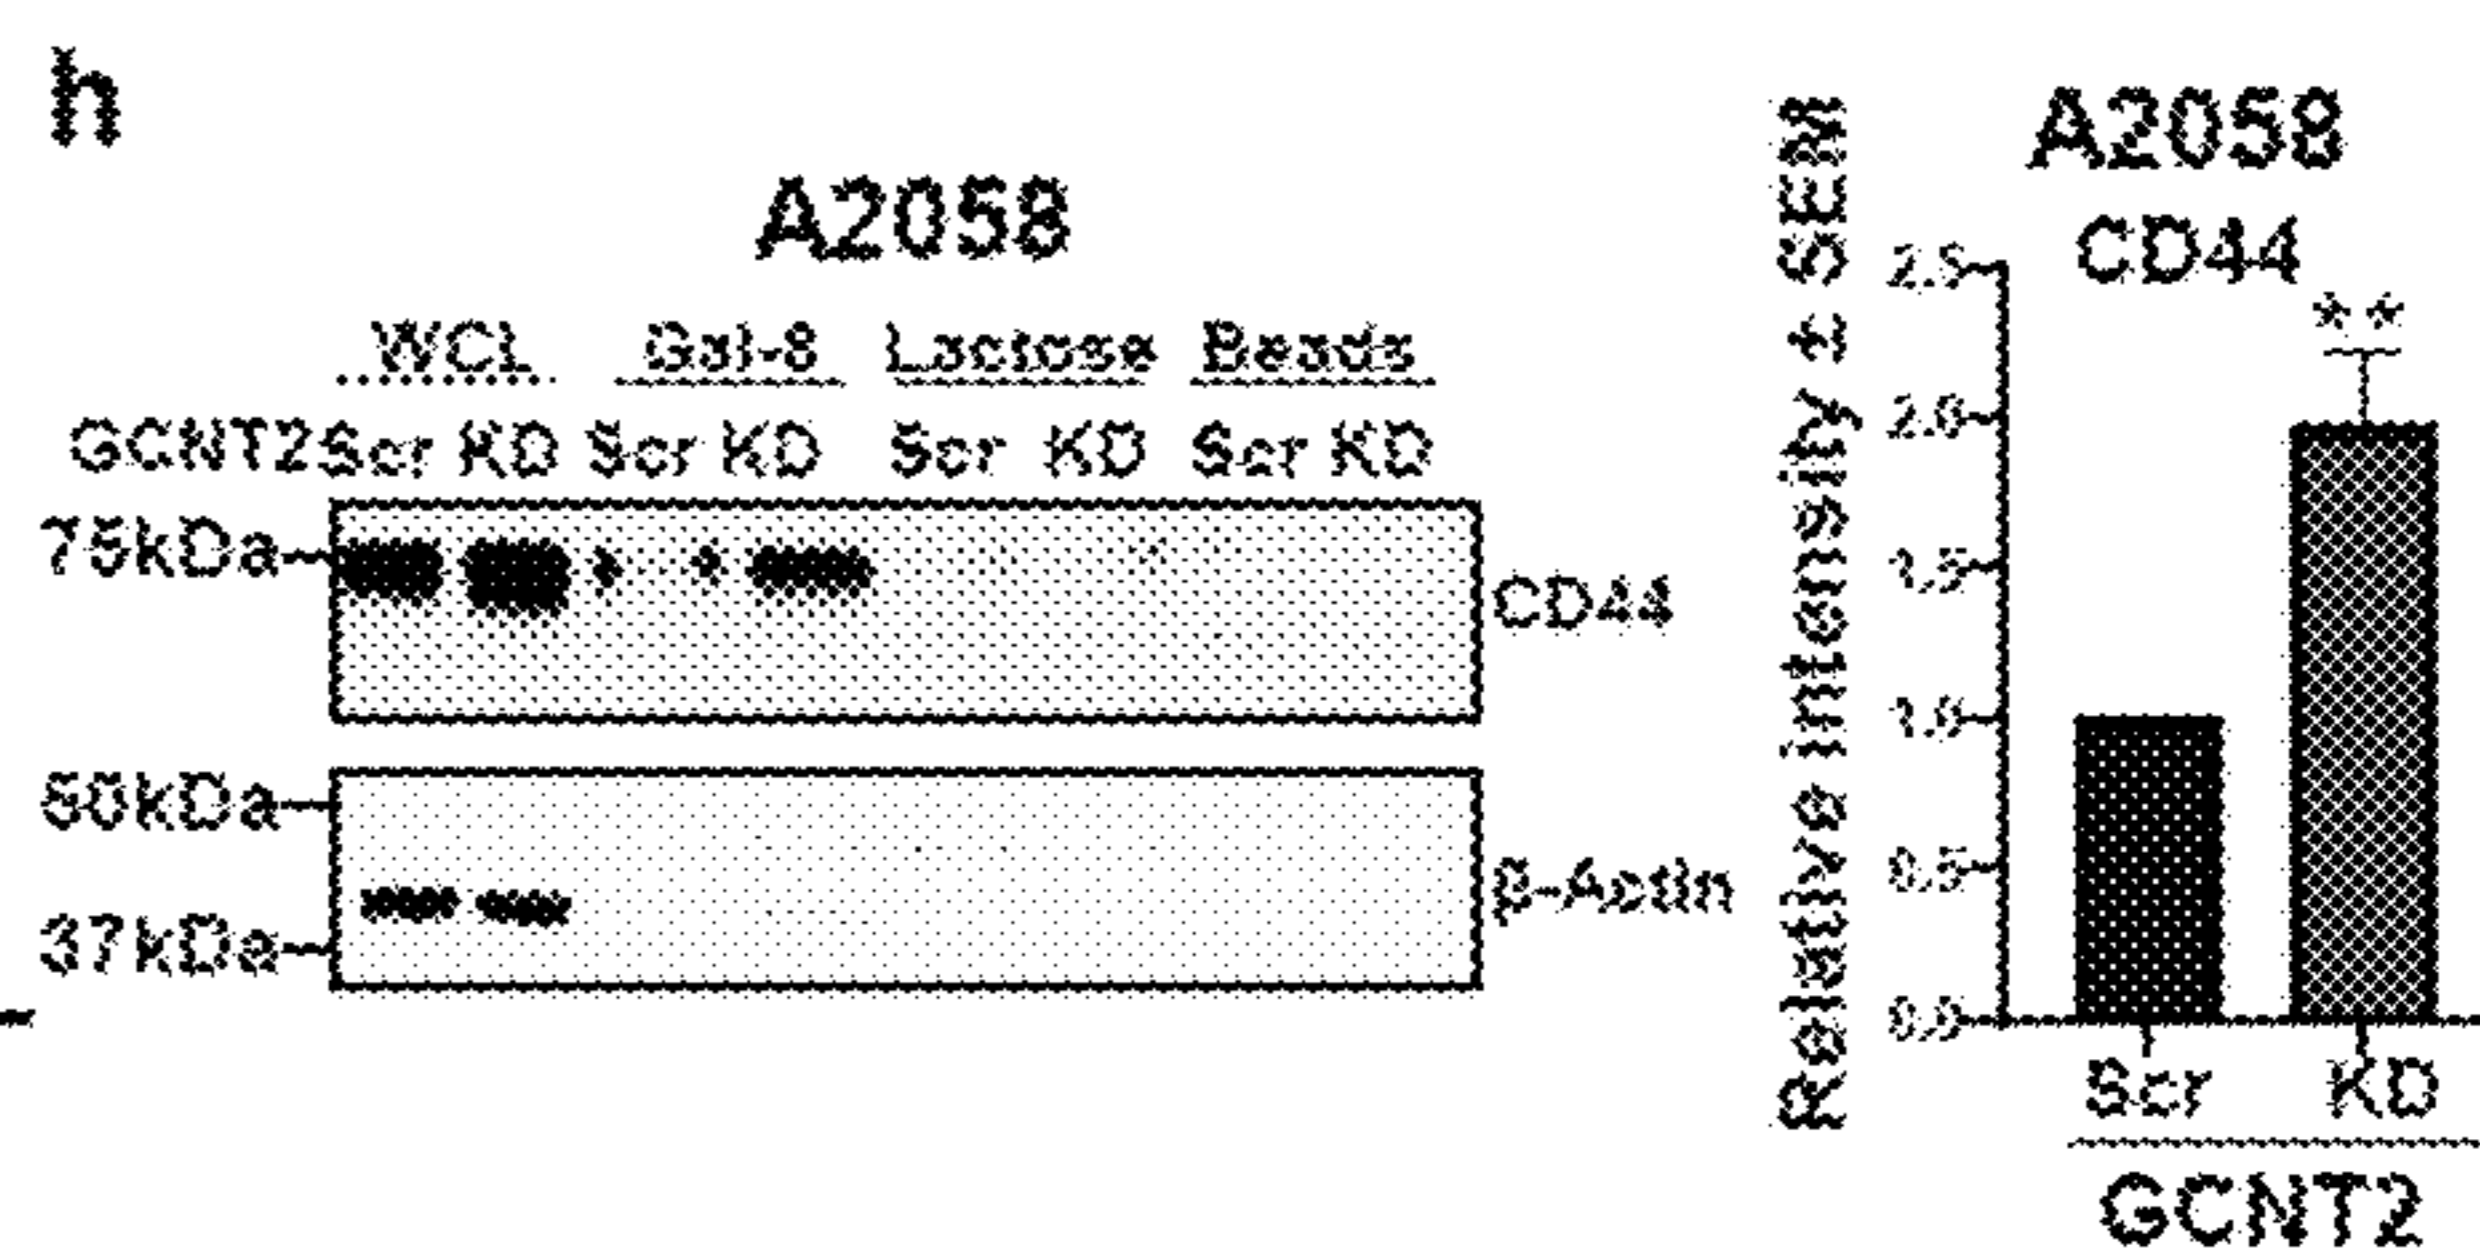 h
A2058
WCL Gal-8 Lactose Beads
GCNT2 Scr KD Scr KD Scr KD Scr KD
75kDa
CD44
50kDa
β-Actin
37kDa
Relative intensity ± SEM
A2058
CD44
**
2.5
2.0
1.5
1.0
0.5
0.0
Scr KD
GCNT2